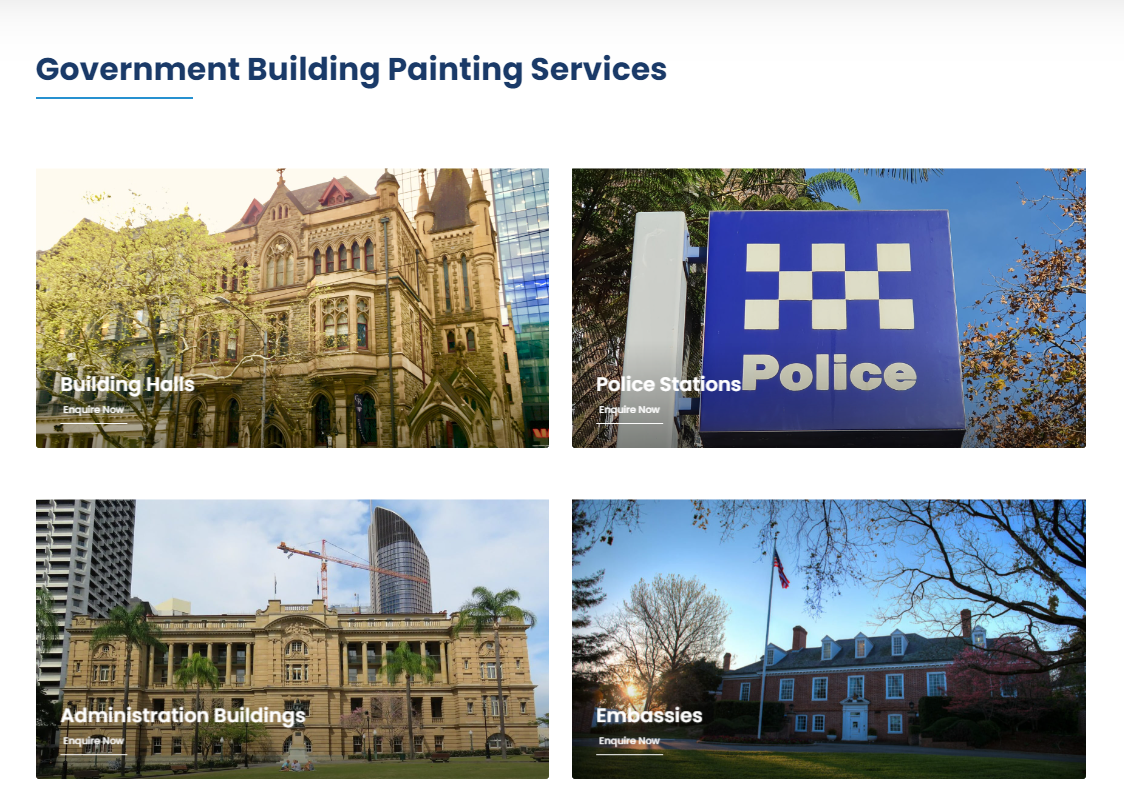 Government Building Painting Services
Building Halls
Enquire Now
Police
Police Stations
Enquire Now
Administration Buildings
Enquire Now
Embassies
Enquire Now